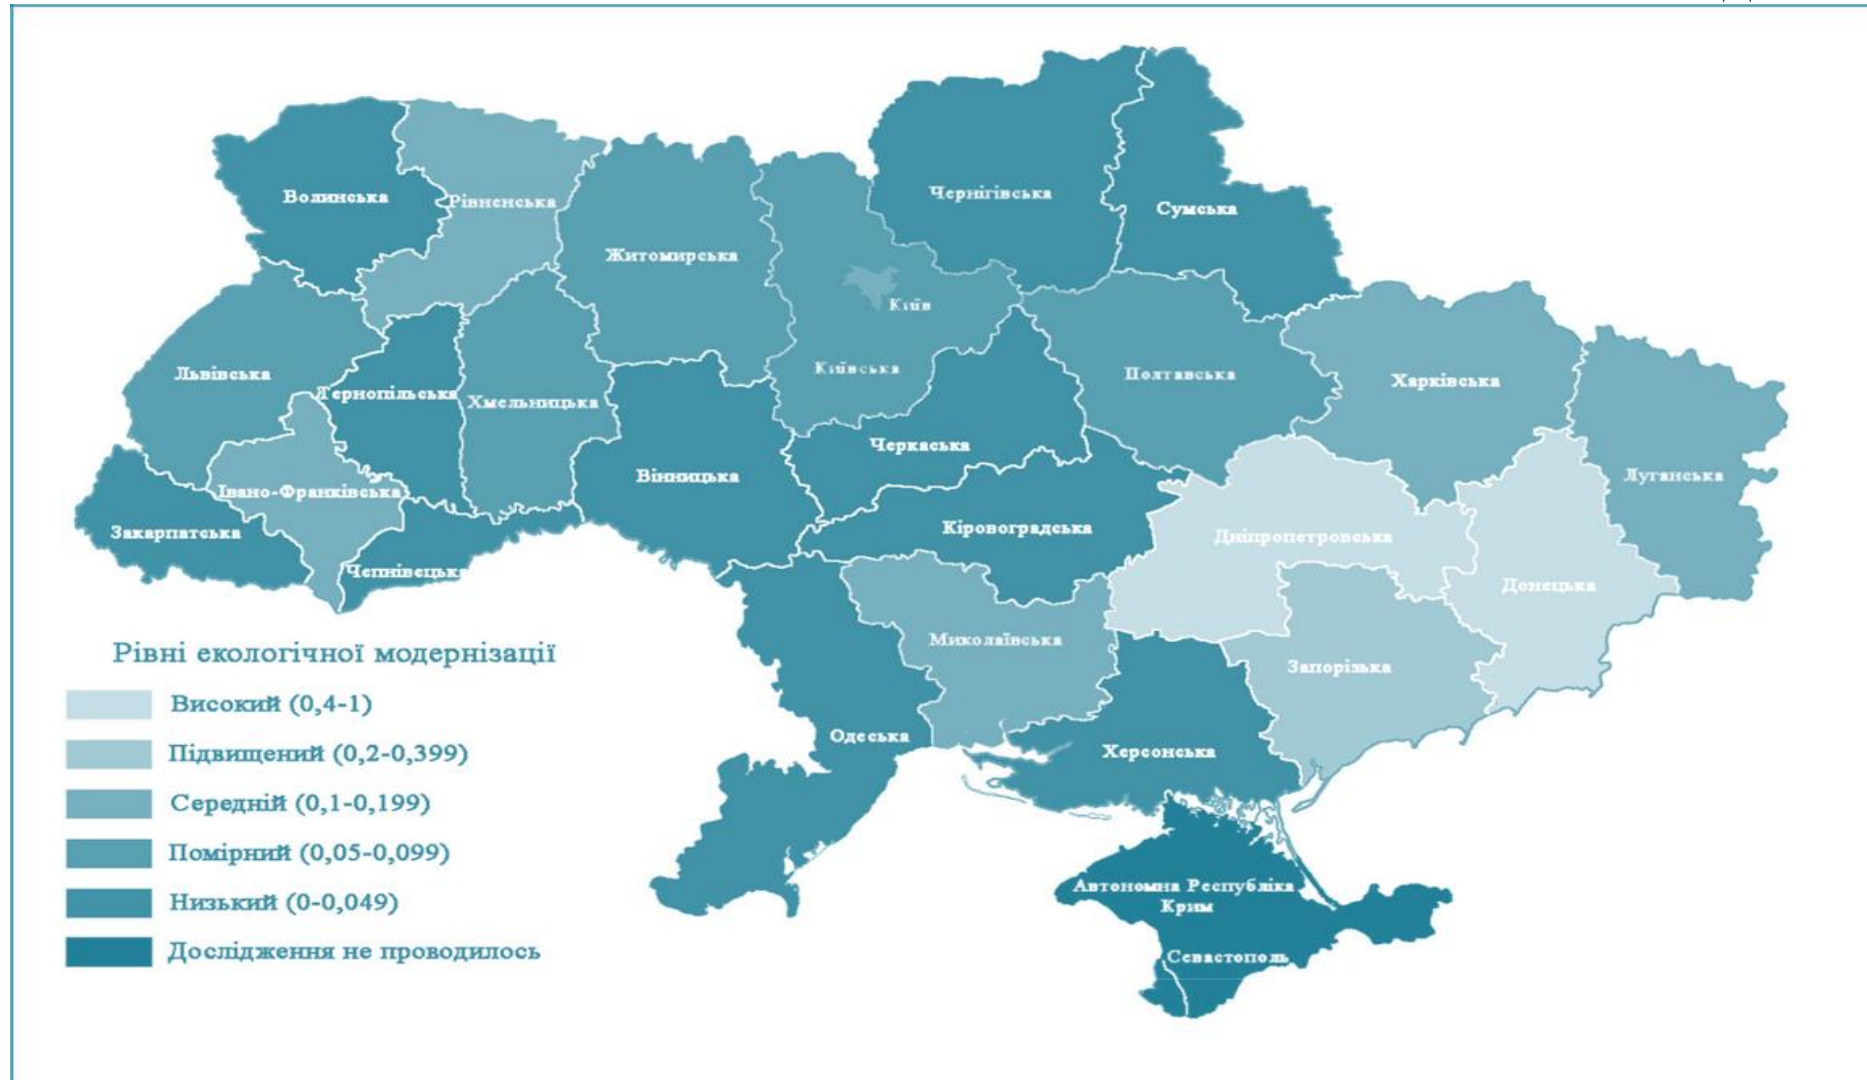 Волинська
Рівненська
Житомирська
Чернігівська
Сумська
Київ
Київська
Львівська
Тернопільська
Хмельницька
Полтавська
Харківська
Луганська
Черкаська
Вінницька
Івано-Франківська
Закарпатська
Чепнівецька
Кіровоградська
Дніпропетровська
Донецька
Миколаївська
Запорізька
Одеська
Херсонська
Автономна Республіка
Крим
Севастополь
Рівні екологічної модернізації
Високий (0,4-1)
Підвищений (0,2-0,399)
Середній (0,1-0,199)
Помірний (0,05-0,099)
Низький (0-0,049)
Дослідження не проводилось